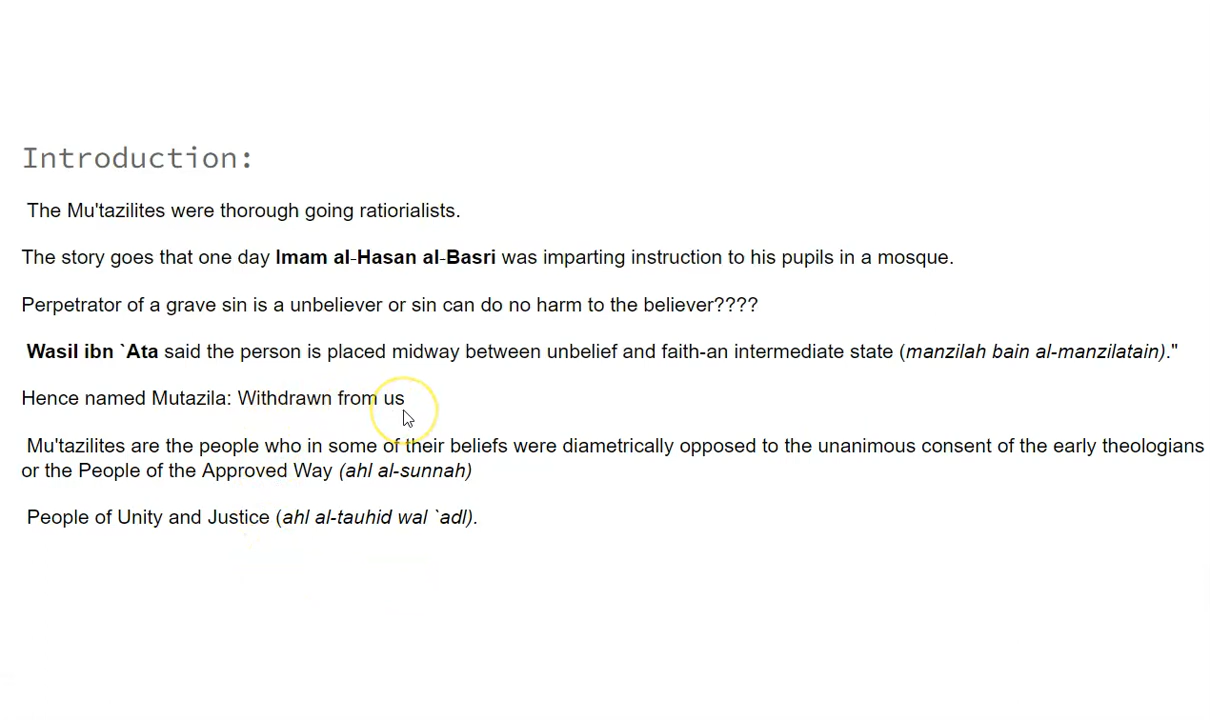 Introduction:
The Mu'tazilites were thorough going ratiorialists.
The story goes that one day Imam al-Hasan al-Basri was imparting instruction to his pupils in a mosque.
Perpetrator of a grave sin is a unbeliever or sin can do no harm to the believer????
Wasil ibn `Ata said the person is placed midway between unbelief and faith-an intermediate state (manzilah bain al-manzilatain)."
Hence named Mutazila: Withdrawn from us
Mu'tazilites are the people who in some of their beliefs were diametrically opposed to the unanimous consent of the early theologians
or the People of the Approved Way (ahl al-sunnah)
People of Unity and Justice (ahl al-tauhid wal `adl).